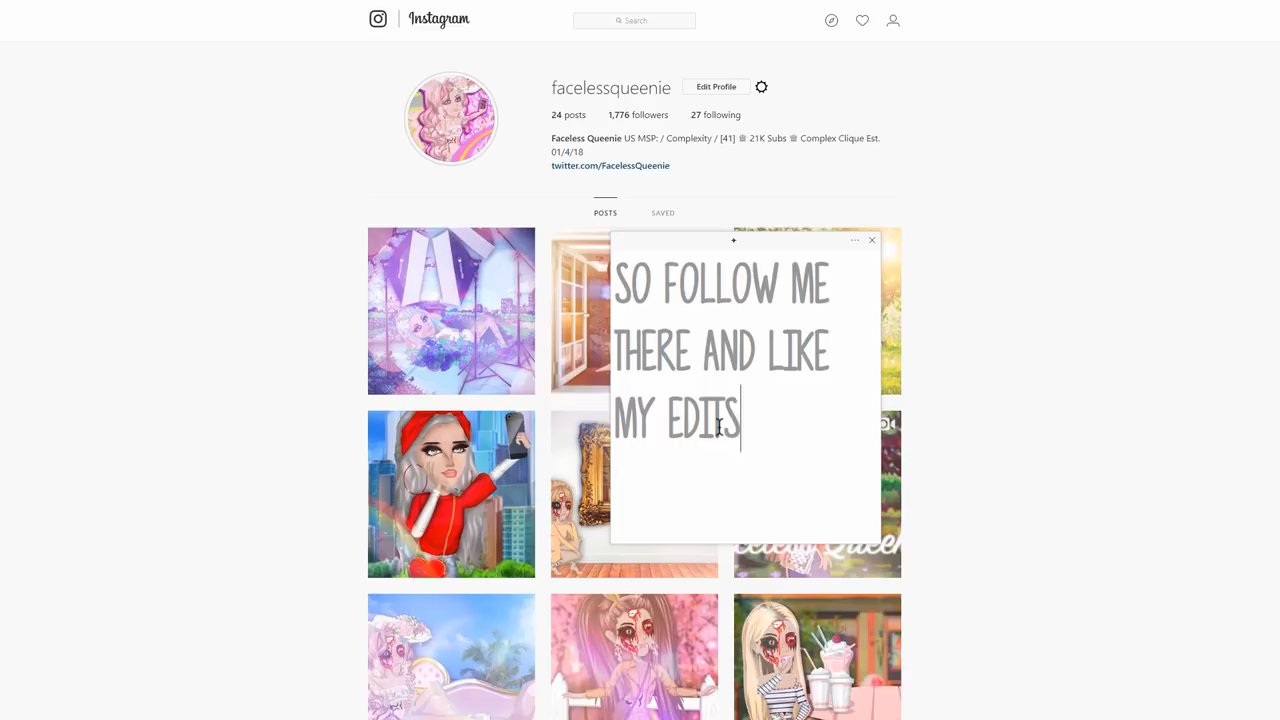 Instagram
Search
facelessqueenie
Edit Profile
24 posts 1,776 followers 27 following
Faceless Queenie US MSP: / Complexity / [41] ♕ 21K Subs ♕ Complex Clique Est.
01/4/18
twitter.com/FacelessQueenie
POSTS SAVED
SO FOLLOW ME
THERE AND LIKE
MY EDITS